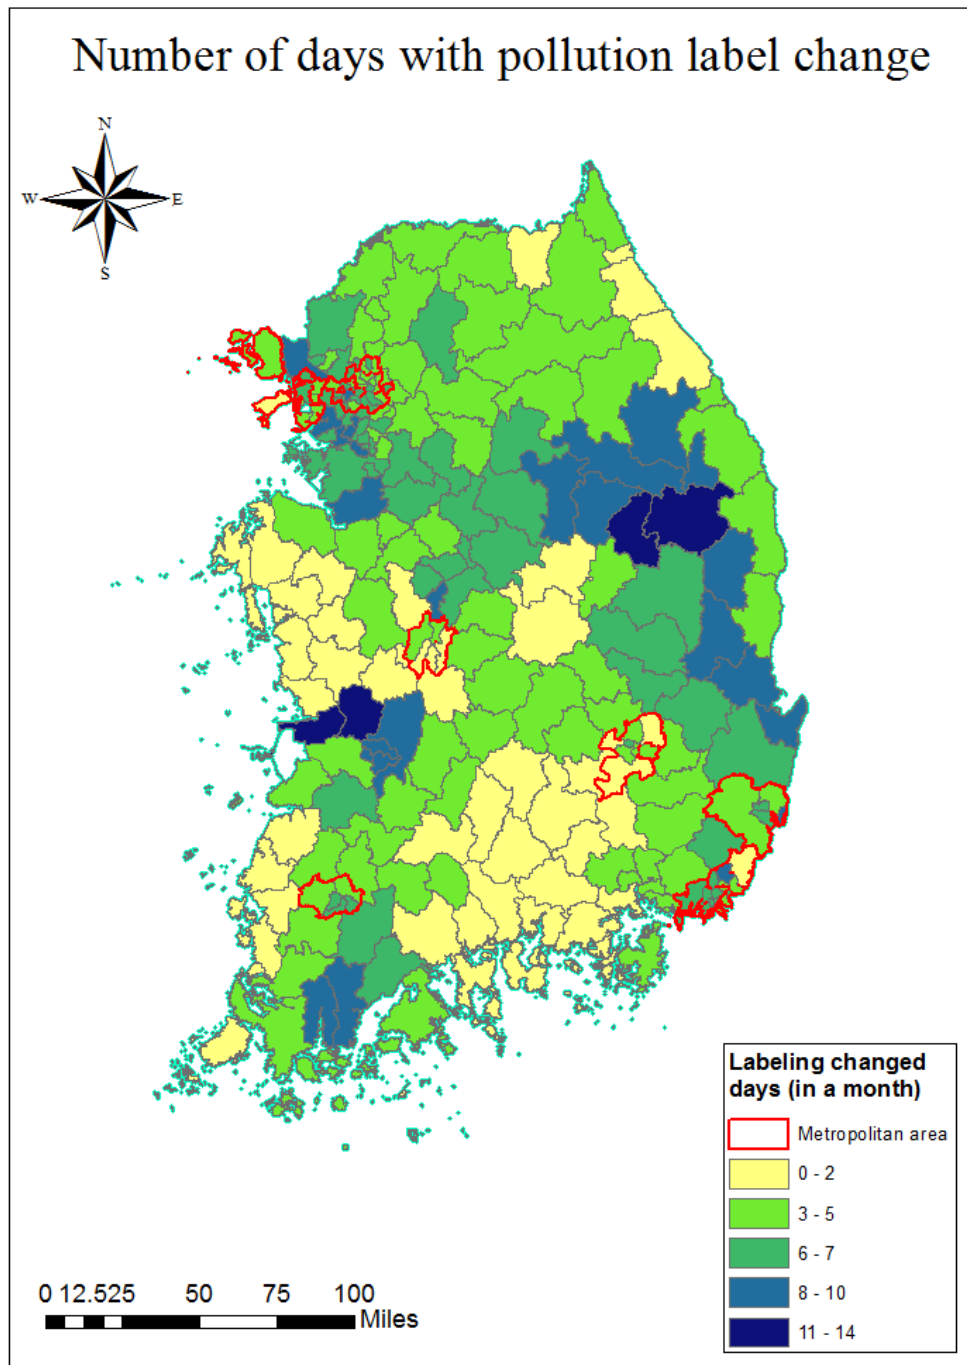 Number of days with pollution label change
N
W
E
S
Labeling changed
days (in a month)
Metropolitan area
0 - 2
3 - 5
6 - 7
8 - 10
11 - 14
0 12.525 50 75 100
Miles